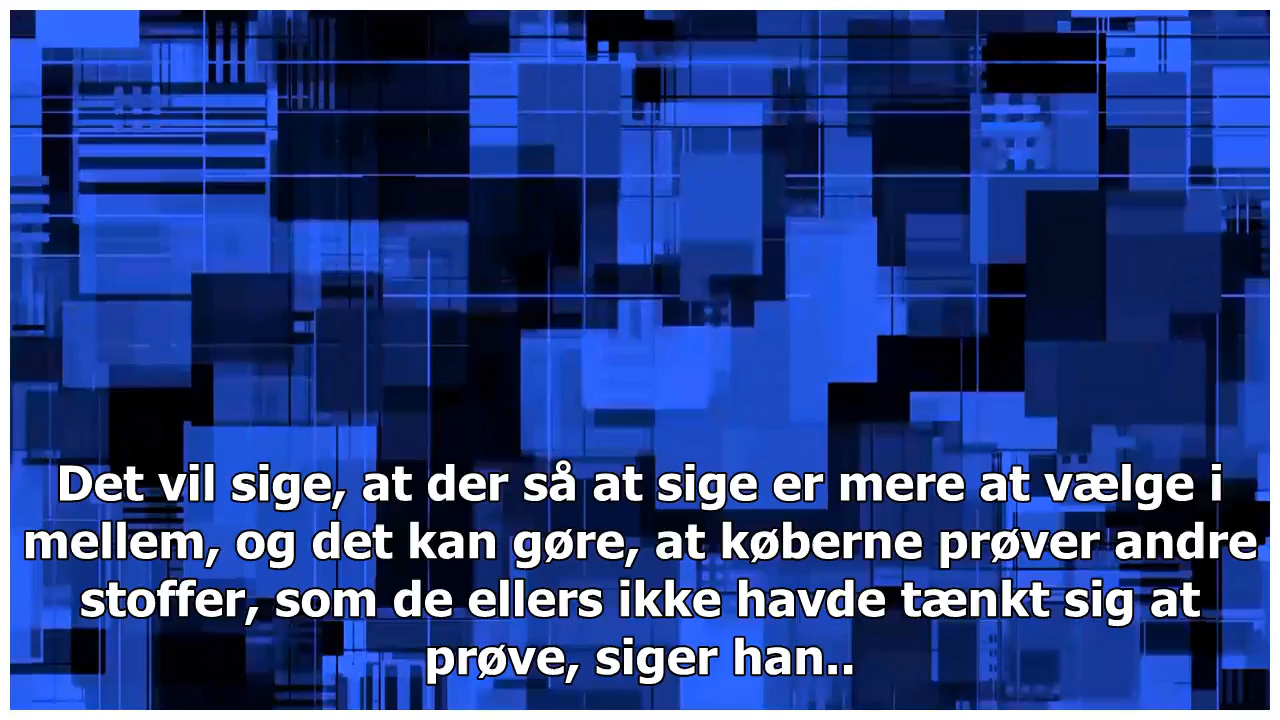 Det vil sige, at der så at sige er mere at vælge i
mellem, og det kan gøre, at køberne prøver andre
stoffer, som de ellers ikke havde tænkt sig at
prøve, siger han..